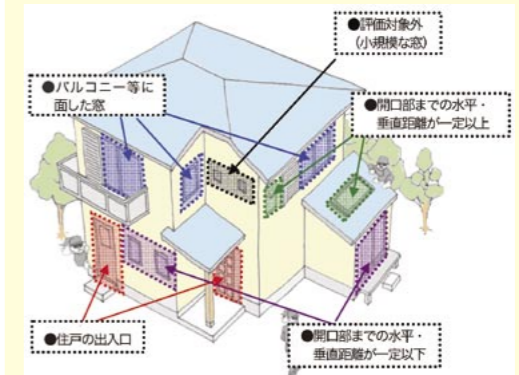 ●評価対象外
(小規模な窓)
●バルコニー等に
面した窓
●開口部までの水平・
垂直距離が一定以上
●住戸の出入口
●開口部までの水平・
垂直距離が一定以下